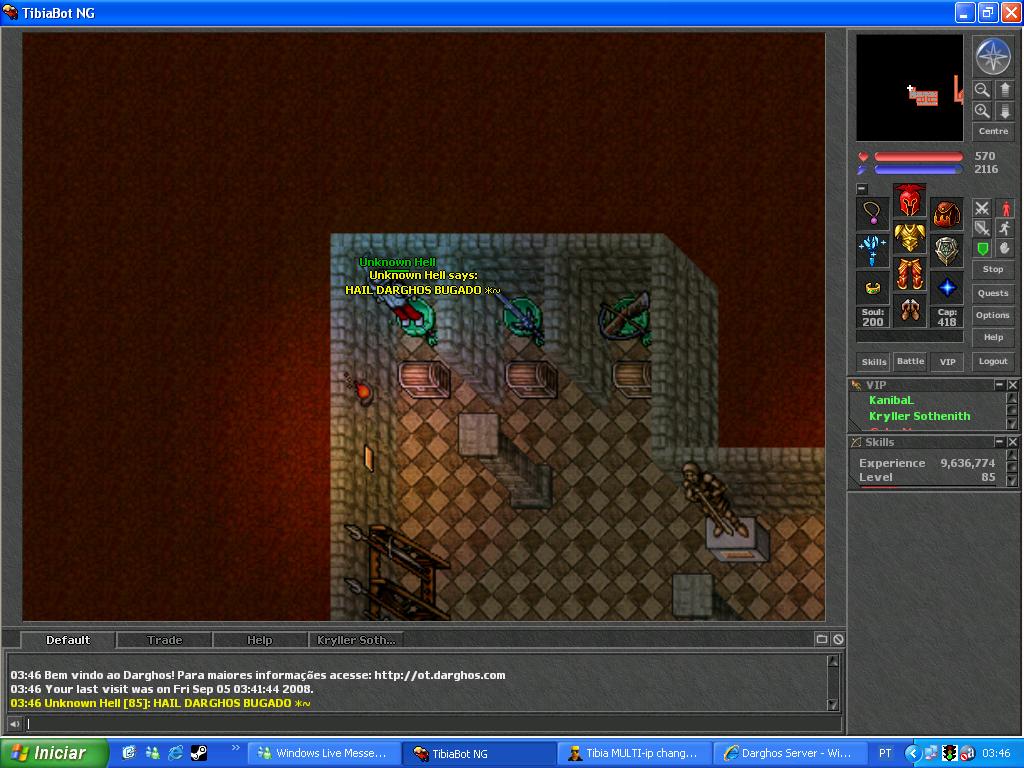 TibiaBot NG
Unknown Hell
Unknown Hell says:
HAIL DARGHOS BUGADO *~
Centre
570
2116
Soul:
200
Cap:
418
Stop
Quests
Options
Help
Skills
Battle
VIP
Logout
VIP
KanibaL
Kryller Sothenith
Skills
Experience 9,636,774
Level 85
Default
Trade
Help
Kryller Soth...
03:46 Bem vindo ao Darghos! Para maiores informações acesse: http://ot.darghos.com
03:46 Your last visit was on Fri Sep 05 03:41:44 2008.
03:46 Unknown Hell [85]: HAIL DARGHOS BUGADO *~
Iniciar
Windows Live Messe...
TibiaBot NG
Tibia MULTI-ip chang...
Darghos Server - Wi...
PT
03:46